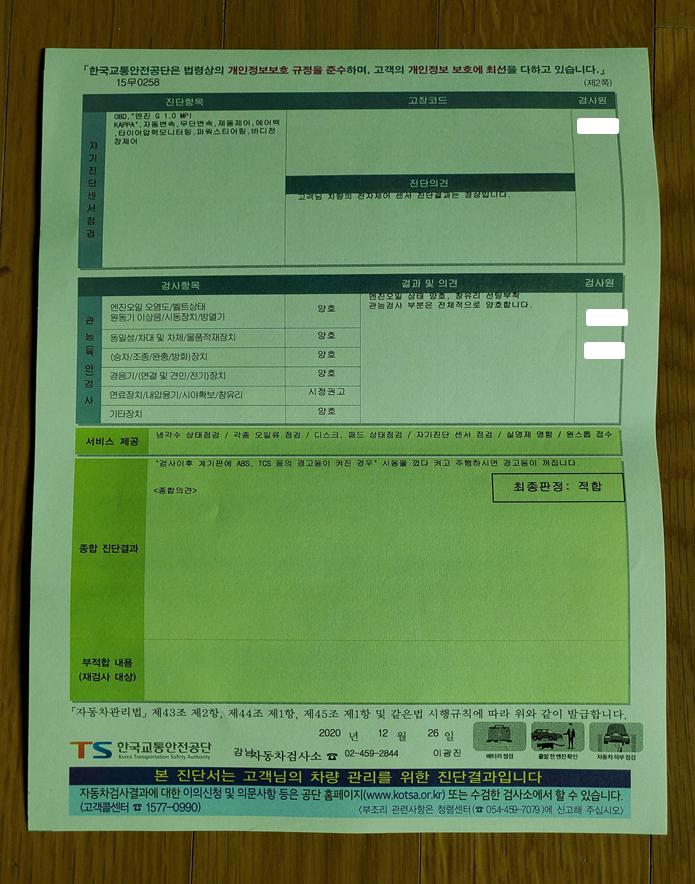 「한국교통안전공단은 법령상의 개인정보보호 규정을 준수하며, 고객의 개인정보 보호에 최선을 다하고 있습니다.」
15무0258
(제2쪽)
진단항목 고장코드 검사원
자기진단센서점검
OBD,"엔진 G 1.0 MPI
KAPPA",자동변속,무단변속,제동제어,에어백
,타이어압력모니터링,파워스티어링,바디전
장제어
진단의견
고객님 차량의 전자제어 센서 진단결과는 정상입니다.
검사항목 결과 및 의견 검사원
관능(육안)검사
엔진오일 오염도/벨트상태
원동기 이상음/시동장치/방열기 양호
동일성/차대 및 차체/물품적재장치 양호
(승차/조종/완충/방화)장치 양호
경음기/(연결 및 견인/전기)장치 양호
연료장치/내압용기/시야확보/창유리 시정권고
기타장치 양호
엔진오일 상태 양호, 창유리 선팅부착
관능검사 부분은 전체적으로 양호합니다.
서비스 제공
냉각수 상태점검 / 각종 오일류 점검 / 디스크, 패드 상태점검 / 자기진단 센서 점검 / 실명제 명함 / 원스톱 접수
종합 진단결과
"검사이후 계기판에 ABS, TCS 등의 경고등이 켜진 경우" 시동을 껐다 켜고 주행하시면 경고등이 꺼집니다.
<종합의견>
최종판정: 적합
부적합 내용
(재검사 대상)
「자동차관리법」 제43조 제2항, 제44조 제1항, 제45조 제1항 및 같은법 시행규칙에 따라 위와 같이 발급합니다.
2020 년 12 월 26 일
TS 한국교통안전공단
Korea Transportation Safety Authority
강남자동차검사소 ☎ 02-459-2844 이광진
배터리 점검 출발 전 엔진 확인 자동차 하부 점검
본 진단서는 고객님의 차량 관리를 위한 진단결과입니다
자동차검사결과에 대한 이의신청 및 의문사항 등은 공단 홈페이지(www.kotsa.or.kr) 또는 수검한 검사소에서 할 수 있습니다.
(고객콜센터 ☎ 1577-0990)
〈부조리 관련사항은 청렴센터(☎ 054-459-7079)에 신고해 주십시오〉